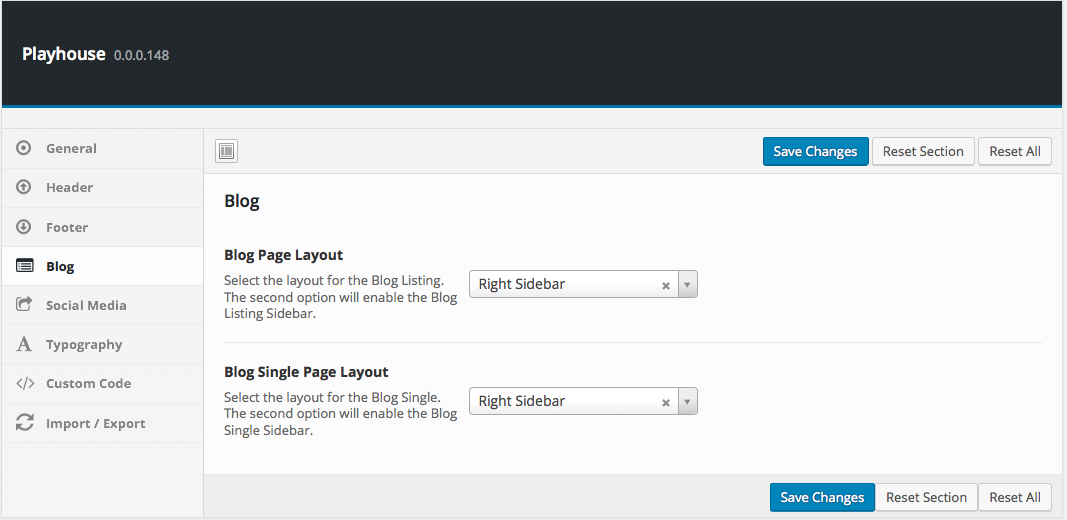 Playhouse 0.0.0.148
General
Header
Footer
Blog
Social Media
Typography
Custom Code
Import / Export
Save Changes
Reset Section
Reset All
Blog
Blog Page Layout
Select the layout for the Blog Listing.
The second option will enable the Blog
Listing Sidebar.
Right Sidebar
Blog Single Page Layout
Select the layout for the Blog Single.
The second option will enable the Blog
Single Sidebar.
Right Sidebar
Save Changes
Reset Section
Reset All